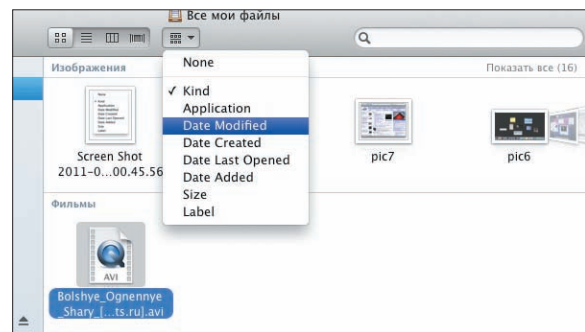 Все мои файлы
Изображения
Показать все (16)
None
Kind
Application
Date Modified
Date Created
Date Last Opened
Date Added
Size
Label
Screen Shot
2011-0...00.45.56
pic7
pic6
Фильмы
AVI
Bolshye_Ognennye
_Shary_[...ts.ru].avi